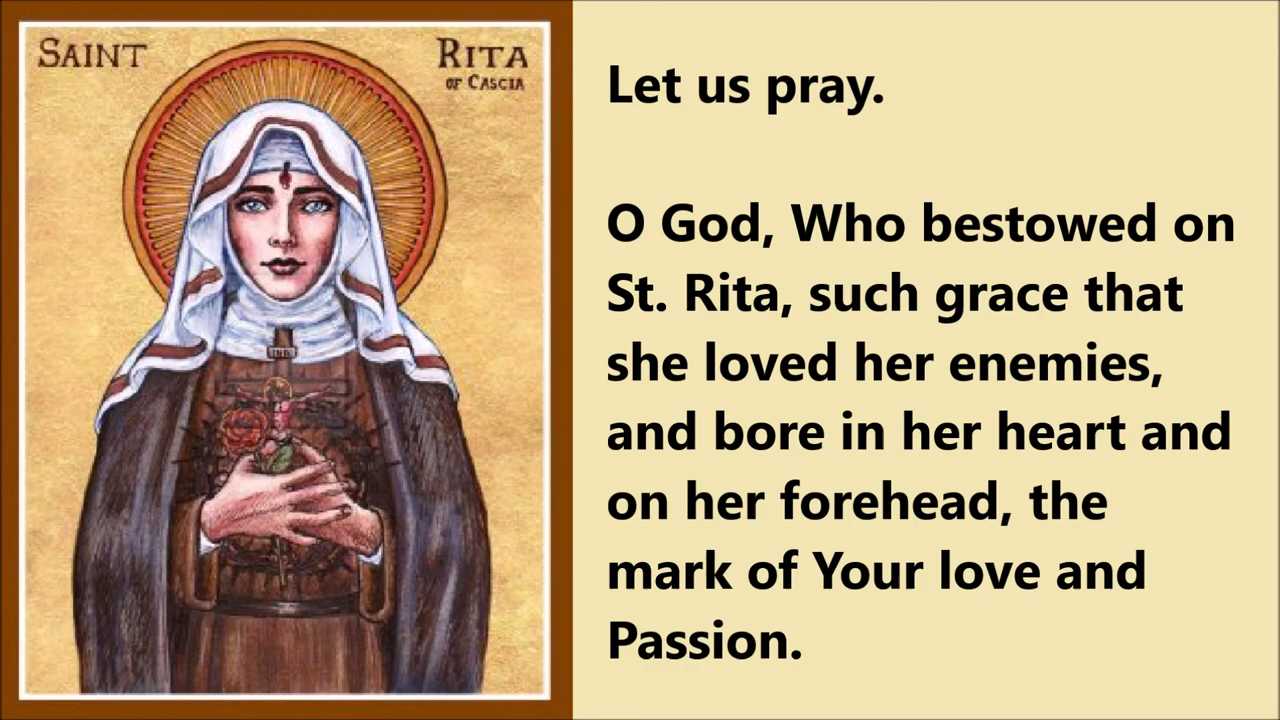 SAINT RITA
OF CASCIA
INRI
Let us pray.
O God, Who bestowed on
St. Rita, such grace that
she loved her enemies,
and bore in her heart and
on her forehead, the
mark of Your love and
Passion.